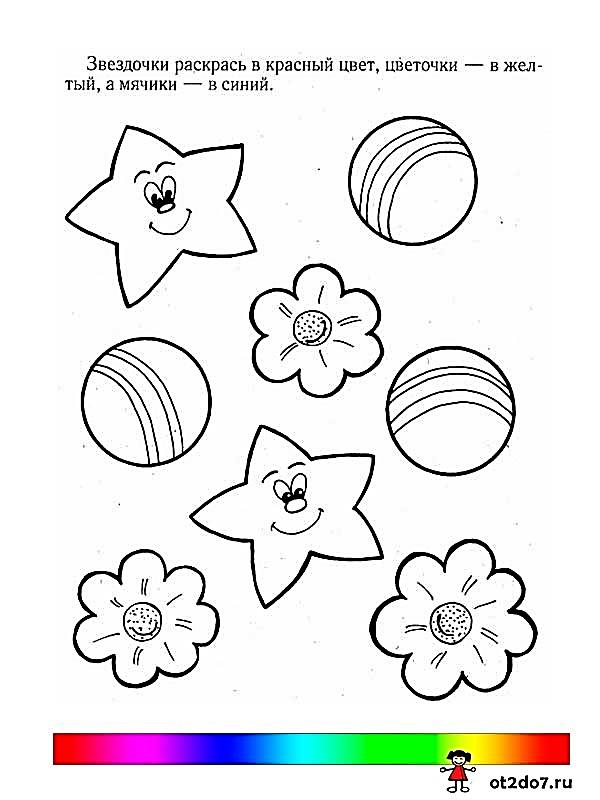 Звездочки раскрась в красный цвет, цветочки — в жел-
тый, а мячики — в синий.
ot2do7.ru